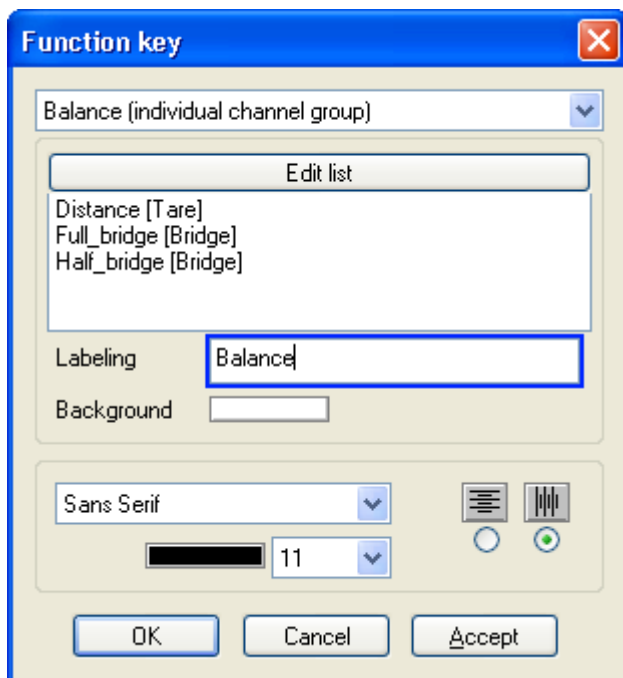 Function key
Balance (individual channel group)
Edit list
Distance [Tare]
Full_bridge [Bridge]
Half_bridge [Bridge]
Labeling Balance
Background
Sans Serif
11
OK Cancel Accept